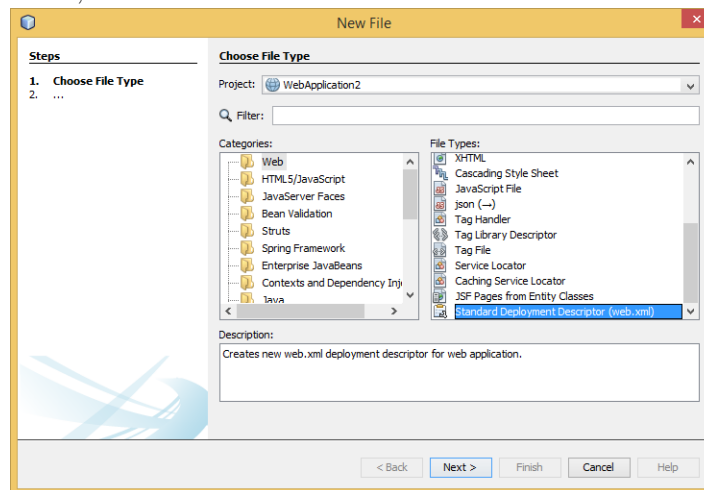 New File
Steps
1. Choose File Type
2. ...
Choose File Type
Project: WebApplication2
Filter:
Categories:
Web
HTML5/JavaScript
JavaServer Faces
Bean Validation
Struts
Spring Framework
Enterprise JavaBeans
Contexts and Dependency Inj
Java
File Types:
XHTML
Cascading Style Sheet
JavaScript File
json (→)
Tag Handler
Tag Library Descriptor
Tag File
Service Locator
Caching Service Locator
JSF Pages from Entity Classes
Standard Deployment Descriptor (web.xml)
Description:
Creates new web.xml deployment descriptor for web application.
< Back Next > Finish Cancel Help